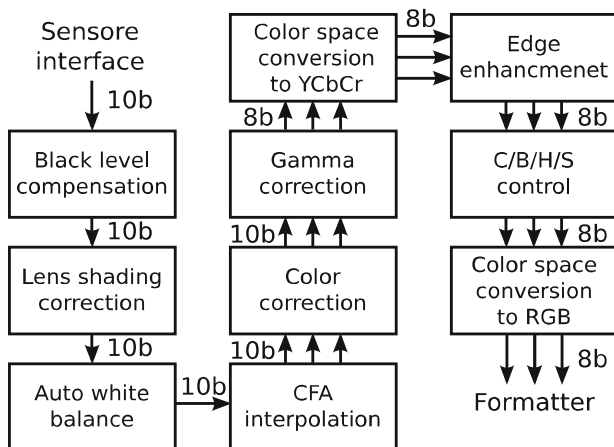 Sensore
interface
10b
Black level
compensation
10b
Lens shading
correction
10b
Auto white
balance
10b
CFA
interpolation
10b
Color
correction
10b
Gamma
correction
8b
Color space
conversion
to YCbCr
8b
Edge
enhancmenet
8b
C/B/H/S
control
8b
Color space
conversion
to RGB
8b
Formatter